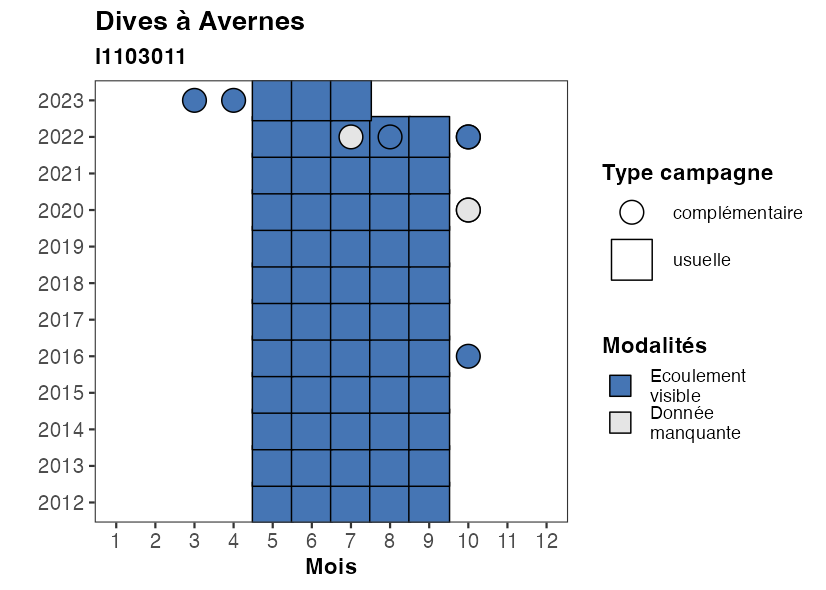 Dives à Avernes
I1103011
2023
2022
2021
2020
2019
2018
2017
2016
2015
2014
2013
2012
1 2 3 4 5 6 7 8 9 10 11 12
Mois
Type campagne
complémentaire
usuelle
Modalités
Ecoulement
visible
Donnée
manquante